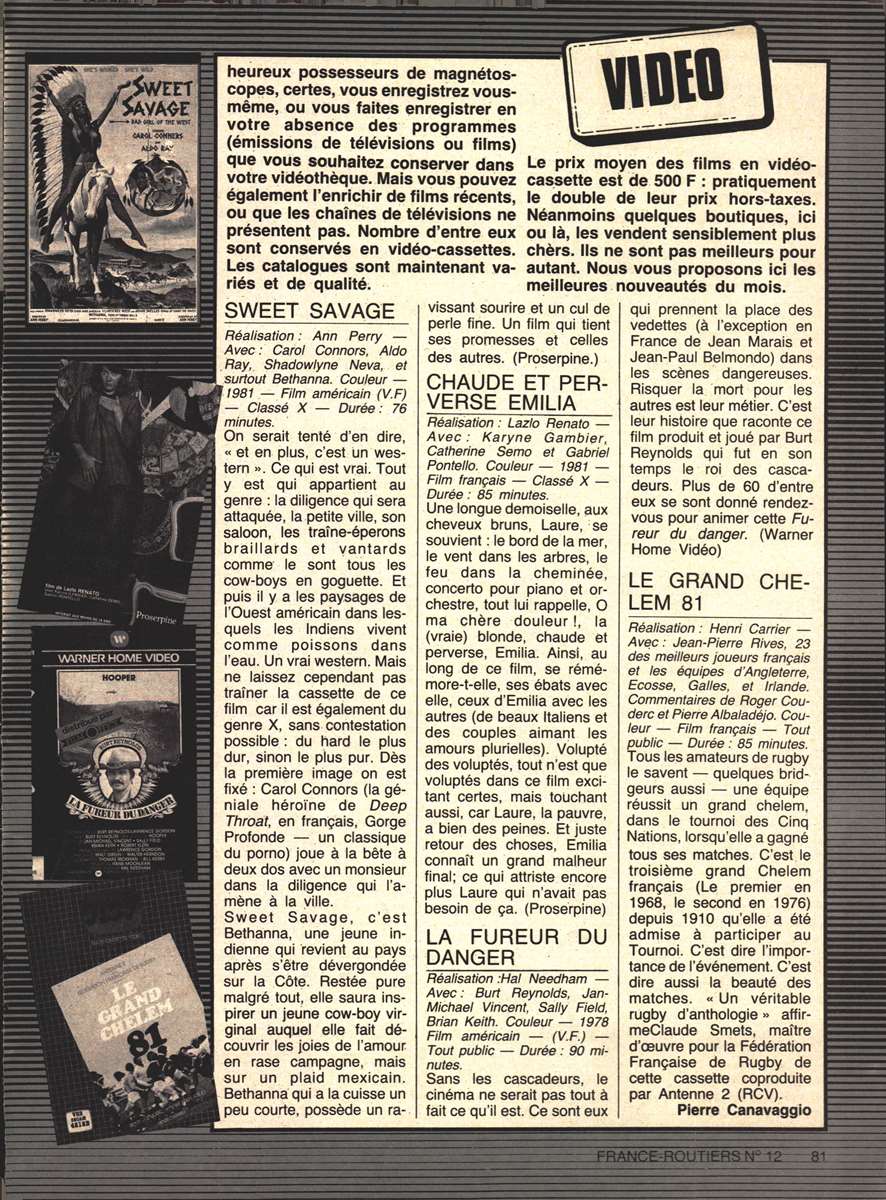 VIDEO
heureux possesseurs de magnétos-
copes, certes, vous enregistrez vous-
même, ou vous faites enregistrer en
votre absence des programmes
(émissions de télévisions ou films)
que vous souhaitez conserver dans
votre vidéothèque. Mais vous pouvez
également l'enrichir de films récents,
ou que les chaînes de télévisions ne
présentent pas. Nombre d'entre eux
sont conservés en vidéo-cassettes.
Les catalogues sont maintenant va-
riés et de qualité.
Le prix moyen des films en vidéo-
cassette est de 500 F : pratiquement
le double de leur prix hors-taxes.
Néanmoins quelques boutiques, ici
ou là, les vendent sensiblement plus
chèrs. Ils ne sont pas meilleurs pour
autant. Nous vous proposons ici les
meilleures nouveautés du mois.
SWEET SAVAGE
Réalisation : Ann Perry —
Avec : Carol Connors, Aldo
Ray, Shadowlyne Neva, et
surtout Bethanna. Couleur —
1981 — Film américain (V.F)
— Classé X — Durée : 76
minutes.
On serait tenté d'en dire,
« et en plus, c'est un wes-
tern ». Ce qui est vrai. Tout
y est qui appartient au
genre : la diligence qui sera
attaquée, la petite ville, son
saloon, les traîne-éperons
braillards et vantards
comme le sont tous les
cow-boys en goguette. Et
puis il y a les paysages de
l'Ouest américain dans les-
quels les Indiens vivent
comme poissons dans
l'eau. Un vrai western. Mais
ne laissez cependant pas
traîner la cassette de ce
film car il est également du
genre X, sans contestation
possible : du hard le plus
dur, sinon le plus pur. Dès
la première image on est
fixé : Carol Connors (la gé-
niale héroïne de Deep
Throat, en français, Gorge
Profonde — un classique
du porno) joue à la bête à
deux dos avec un monsieur
dans la diligence qui l'a-
mène à la ville.
Sweet Savage, c'est
Bethanna, une jeune in-
dienne qui revient au pays
après s'être dévergondée
sur la Côte. Restée pure
malgré tout, elle saura ins-
pirer un jeune cow-boy vir-
ginal auquel elle fait dé-
couvrir les joies de l'amour
en rase campagne, mais
sur un plaid mexicain.
Bethanna qui a la cuisse un
peu courte, possède un ra-
vissant sourire et un cul de
perle fine. Un film qui tient
ses promesses et celles
des autres. (Proserpine.)
CHAUDE ET PER-
VERSE EMILIA
Réalisation : Lazlo Renato —
Avec : Karyne Gambier,
Catherine Semo et Gabriel
Pontello. Couleur — 1981 —
Film français — Classé X —
Durée : 85 minutes.
Une longue demoiselle, aux
cheveux bruns, Laure, se
souvient : le bord de la mer,
le vent dans les arbres, le
feu dans la cheminée,
concerto pour piano et or-
chestre, tout lui rappelle, O
ma chère douleur !, la
(vraie) blonde, chaude et
perverse, Emilia. Ainsi, au
long de ce film, se rémé-
more-t-elle, ses ébats avec
elle, ceux d'Emilia avec les
autres (de beaux Italiens et
des couples aimant les
amours plurielles). Volupté
des voluptés, tout n'est que
voluptés dans ce film exci-
tant certes, mais touchant
aussi, car Laure, la pauvre,
a bien des peines. Et juste
retour des choses, Emilia
connaît un grand malheur
final; ce qui attriste encore
plus Laure qui n'avait pas
besoin de ça. (Proserpine)
LA FUREUR DU
DANGER
Réalisation :Hal Needham —
Avec : Burt Reynolds, Jan-
Michael Vincent, Sally Field,
Brian Keith. Couleur — 1978
Film américain — (V.F.) —
Tout public — Durée : 90 mi-
nutes.
Sans les cascadeurs, le
cinéma ne serait pas tout à
fait ce qu'il est. Ce sont eux
qui prennent la place des
vedettes (à l'exception en
France de Jean Marais et
Jean-Paul Belmondo) dans
les scènes dangereuses.
Risquer la mort pour les
autres est leur métier. C'est
leur histoire que raconte ce
film produit et joué par Burt
Reynolds qui fut en son
temps le roi des casca-
deurs. Plus de 60 d'entre
eux se sont donné rendez-
vous pour animer cette Fu-
reur du danger. (Warner
Home Vidéo)
LE GRAND CHE-
LEM 81
Réalisation : Henri Carrier —
Avec : Jean-Pierre Rives, 23
des meilleurs joueurs français
et les équipes d'Angleterre,
Ecosse, Galles, et Irlande.
Commentaires de Roger Cou-
derc et Pierre Albaladéjo. Cou-
leur — Film français — Tout
public — Durée : 85 minutes.
Tous les amateurs de rugby
le savent — quelques brid-
geurs aussi — une équipe
réussit un grand chelem,
dans le tournoi des Cinq
Nations, lorsqu'elle a gagné
tous ses matches. C'est le
troisième grand Chelem
français (Le premier en
1968, le second en 1976)
depuis 1910 qu'elle a été
admise à participer au
Tournoi. C'est dire l'impor-
tance de l'événement. C'est
dire aussi la beauté des
matches. « Un véritable
rugby d'anthologie » affir-
meClaude Smets, maître
d'œuvre pour la Fédération
Française de Rugby de
cette cassette coproduite
par Antenne 2 (RCV).
Pierre Canavaggio
SWEET
SAVAGE
BAD GIRL OF THE WEST
CAROL CONNORS
ALDO RAY
film de Lazlo RENATO
Proserpine
WARNER HOME VIDEO
HOOPER
distribué par
BURT REYNOLDS
LA FUREUR DU DANGER
LE
GRAND
CHELEM
81
FRANCE-ROUTIERS N° 12 81